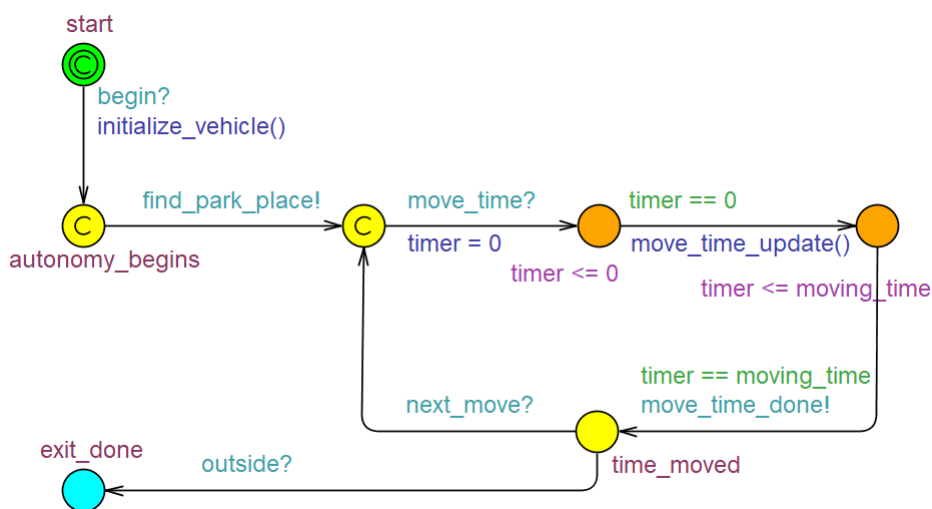 start
C
begin?
initialize_vehicle()
C
autonomy_begins
find_park_place!
C
move_time?
timer = 0
timer <= 0
timer == 0
move_time_update()
timer <= moving_time
timer == moving_time
move_time_done!
next_move?
time_moved
outside?
exit_done